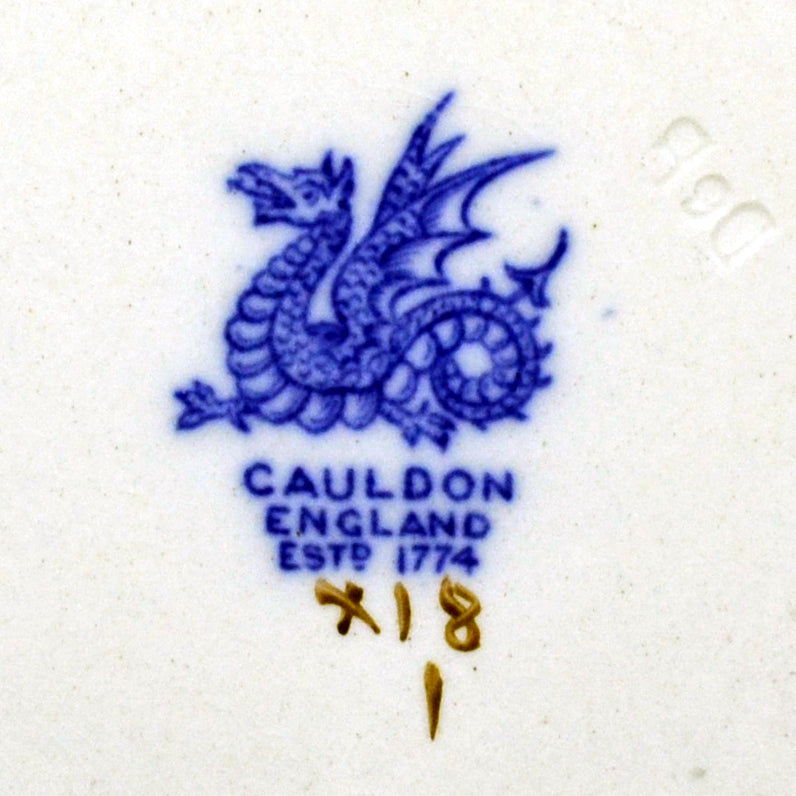 CAULDON
ENGLAND
ESTD 1774
X18
1